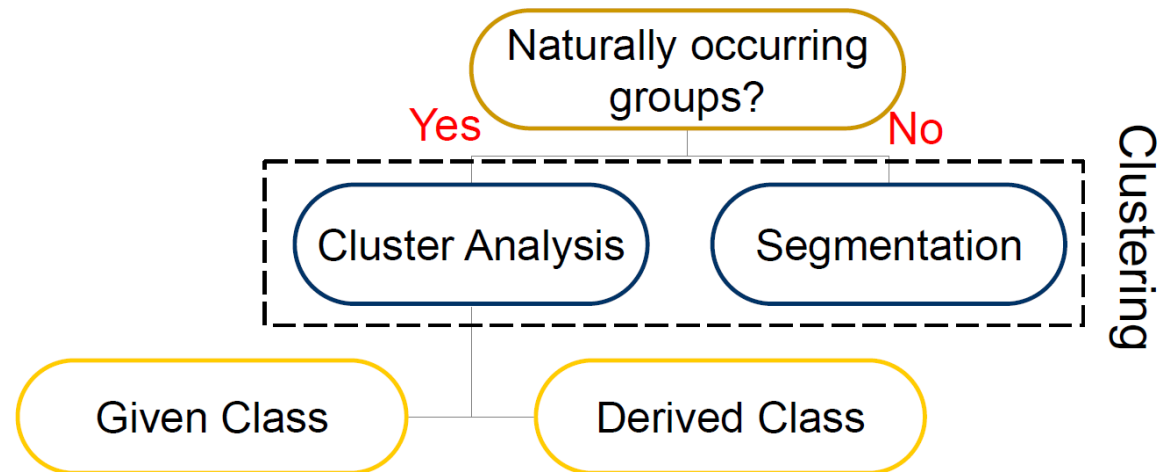 Naturally occurring
groups?
Yes
No
Cluster Analysis
Segmentation
Clustering
Given Class
Derived Class